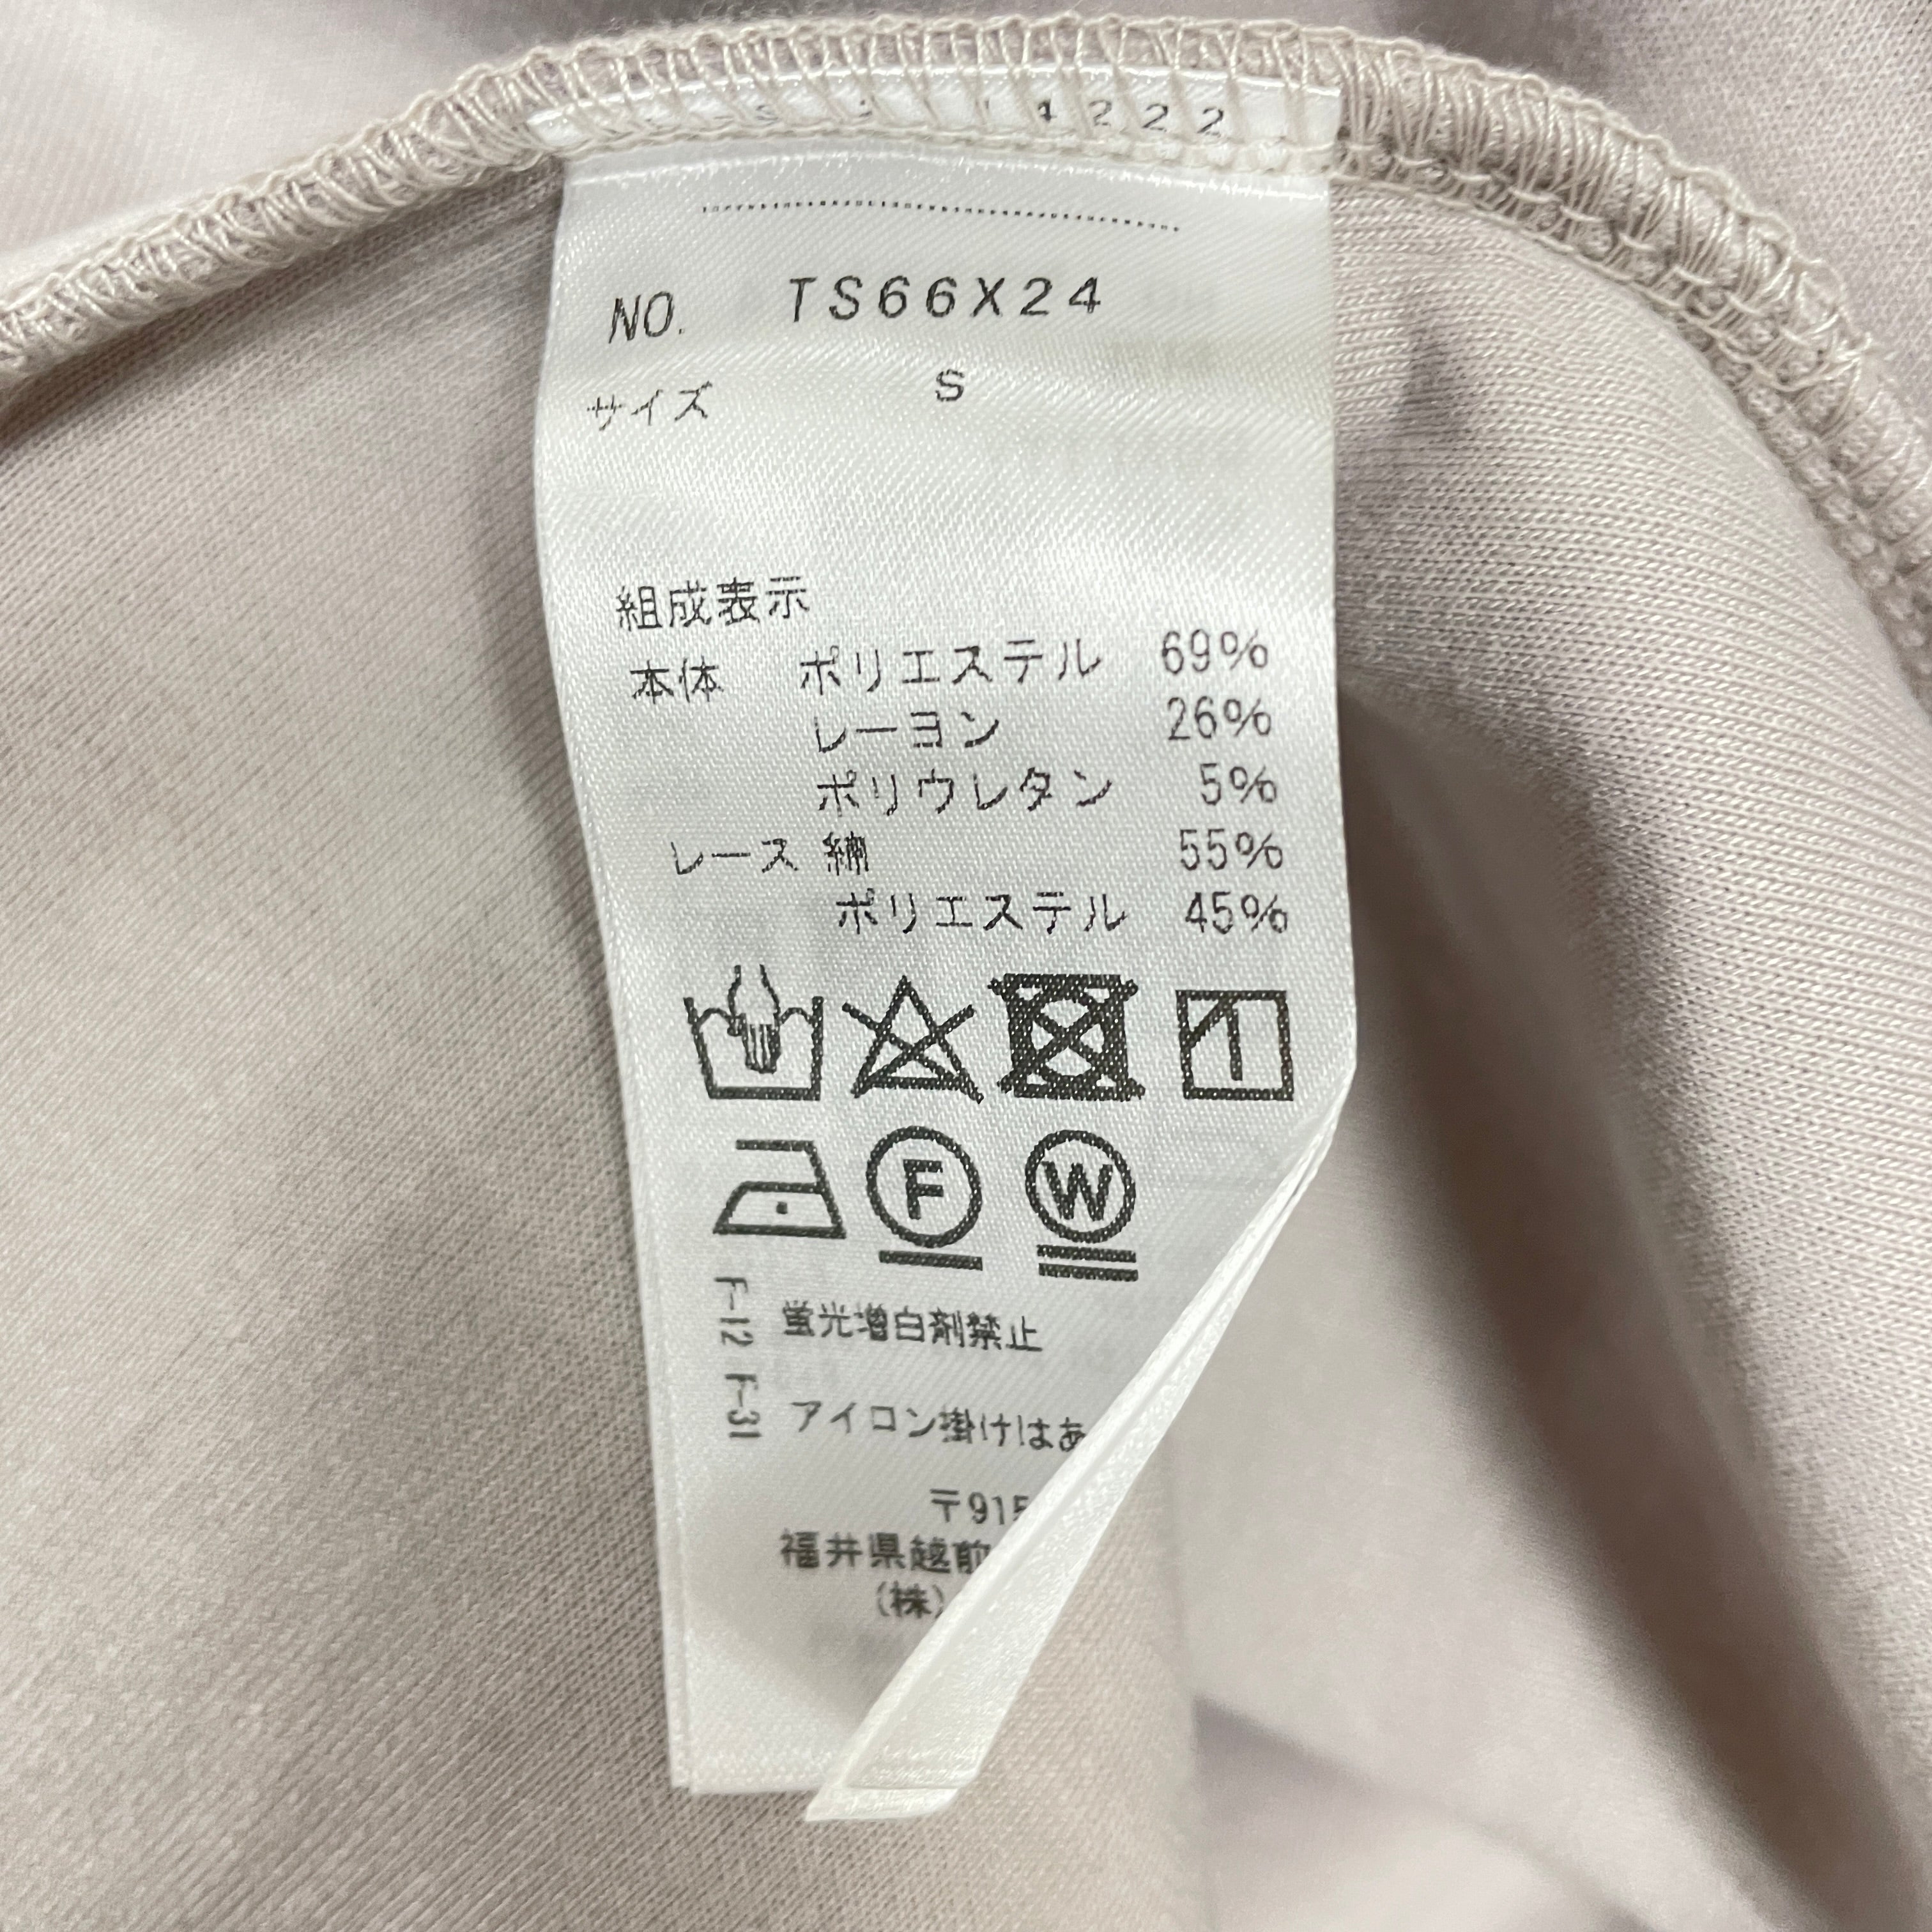 4222
NO. TS66X24
サイズ S
組成表示
本体 ポリエステル 69%
レーヨン 26%
ポリウレタン 5%
レース 綿 55%
ポリエステル 45%
F
W
F-12 蛍光増白剤禁止
F-31 アイロン掛けはあ
〒915
福井県越前
(株)